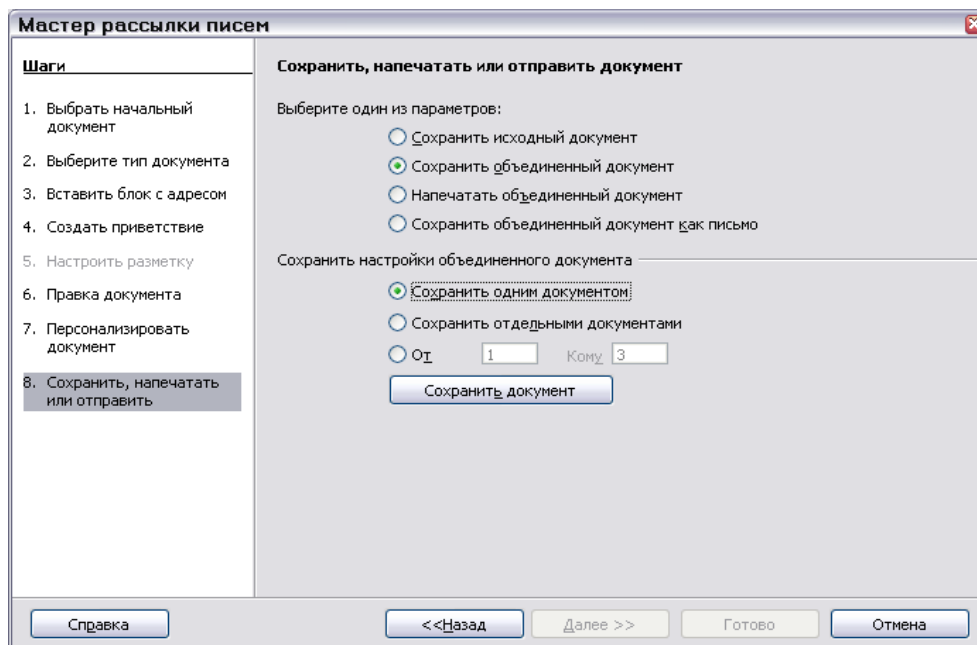 Мастер рассылки писем
Шаги
1. Выбрать начальный
документ
2. Выберите тип документа
3. Вставить блок с адресом
4. Создать приветствие
5. Настроить разметку
6. Правка документа
7. Персонализировать
документ
8. Сохранить, напечатать
или отправить
Сохранить, напечатать или отправить документ
Выберите один из параметров:
Сохранить исходный документ
Сохранить объединенный документ
Напечатать объединенный документ
Сохранить объединенный документ как письмо
Сохранить настройки объединенного документа
Сохранить одним документом
Сохранить отдельными документами
От 1 Кому 3
Сохранить документ
Справка <<Назад Далее >> Готово Отмена